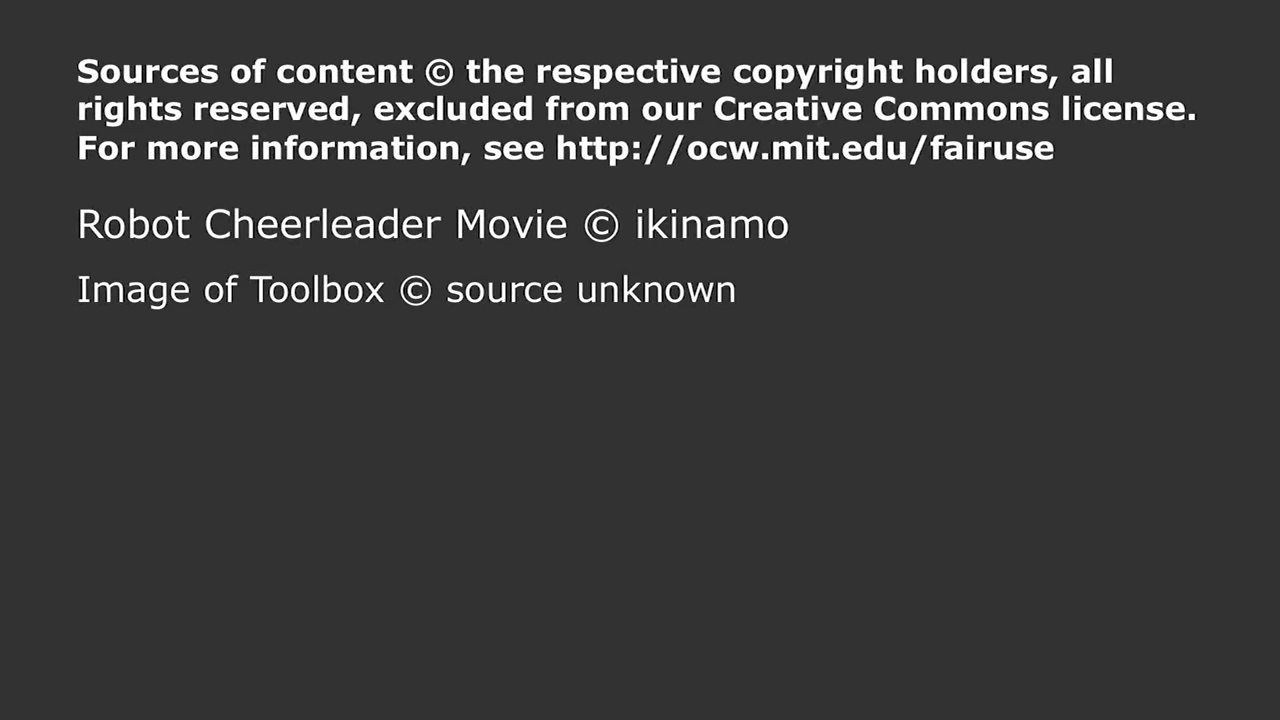 Sources of content © the respective copyright holders, all
rights reserved, excluded from our Creative Commons license.
For more information, see http://ocw.mit.edu/fairuse
Robot Cheerleader Movie © ikinamo
Image of Toolbox © source unknown